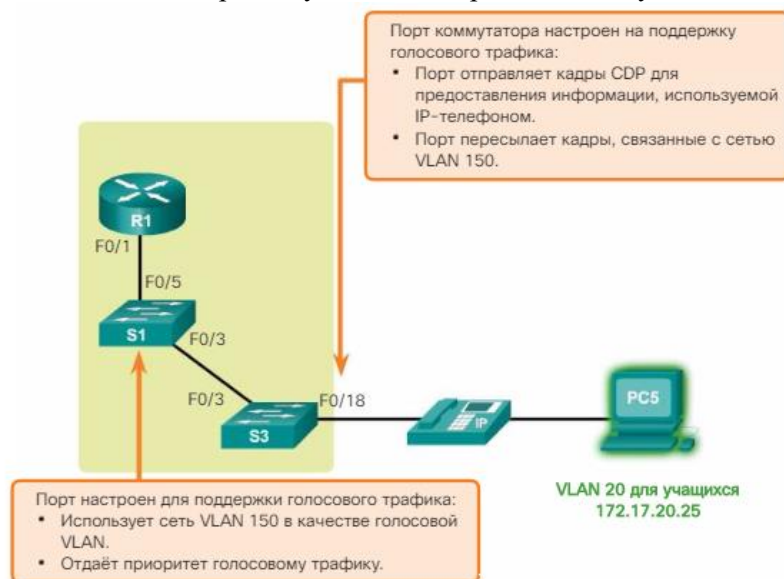 Порт коммутатора настроен на поддержку
голосового трафика:
• Порт отправляет кадры CDP для
предоставления информации, используемой
IP-телефоном.
• Порт пересылает кадры, связанные с сетью
VLAN 150.
R1
F0/1
F0/5
S1
F0/3
F0/3
F0/18
S3
IP
PC5
VLAN 20 для учащихся
172.17.20.25
Порт настроен для поддержки голосового трафика:
• Использует сеть VLAN 150 в качестве голосовой
VLAN.
• Отдаёт приоритет голосовому трафику.